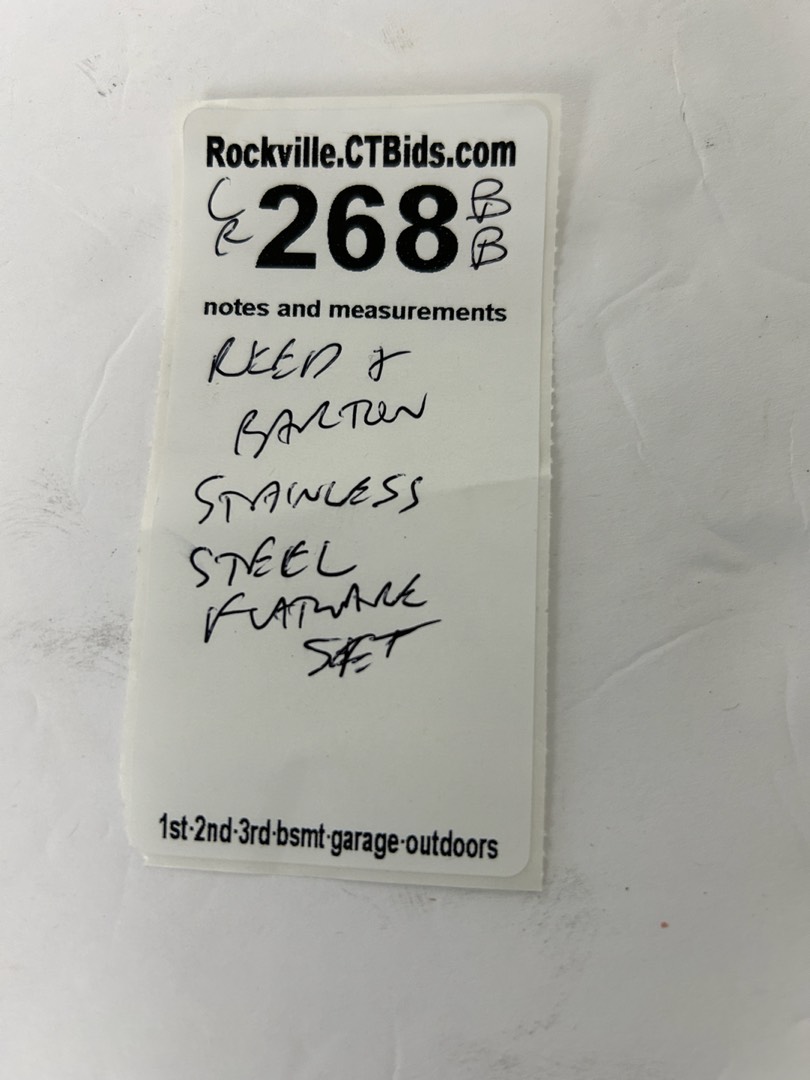 Rockville.CTBids.com
C 268 B
R B
notes and measurements
REED &
BARTON
STAINLESS
STEEL
FLATWARE
SET
1st·2nd·3rd·bsmt·garage·outdoors